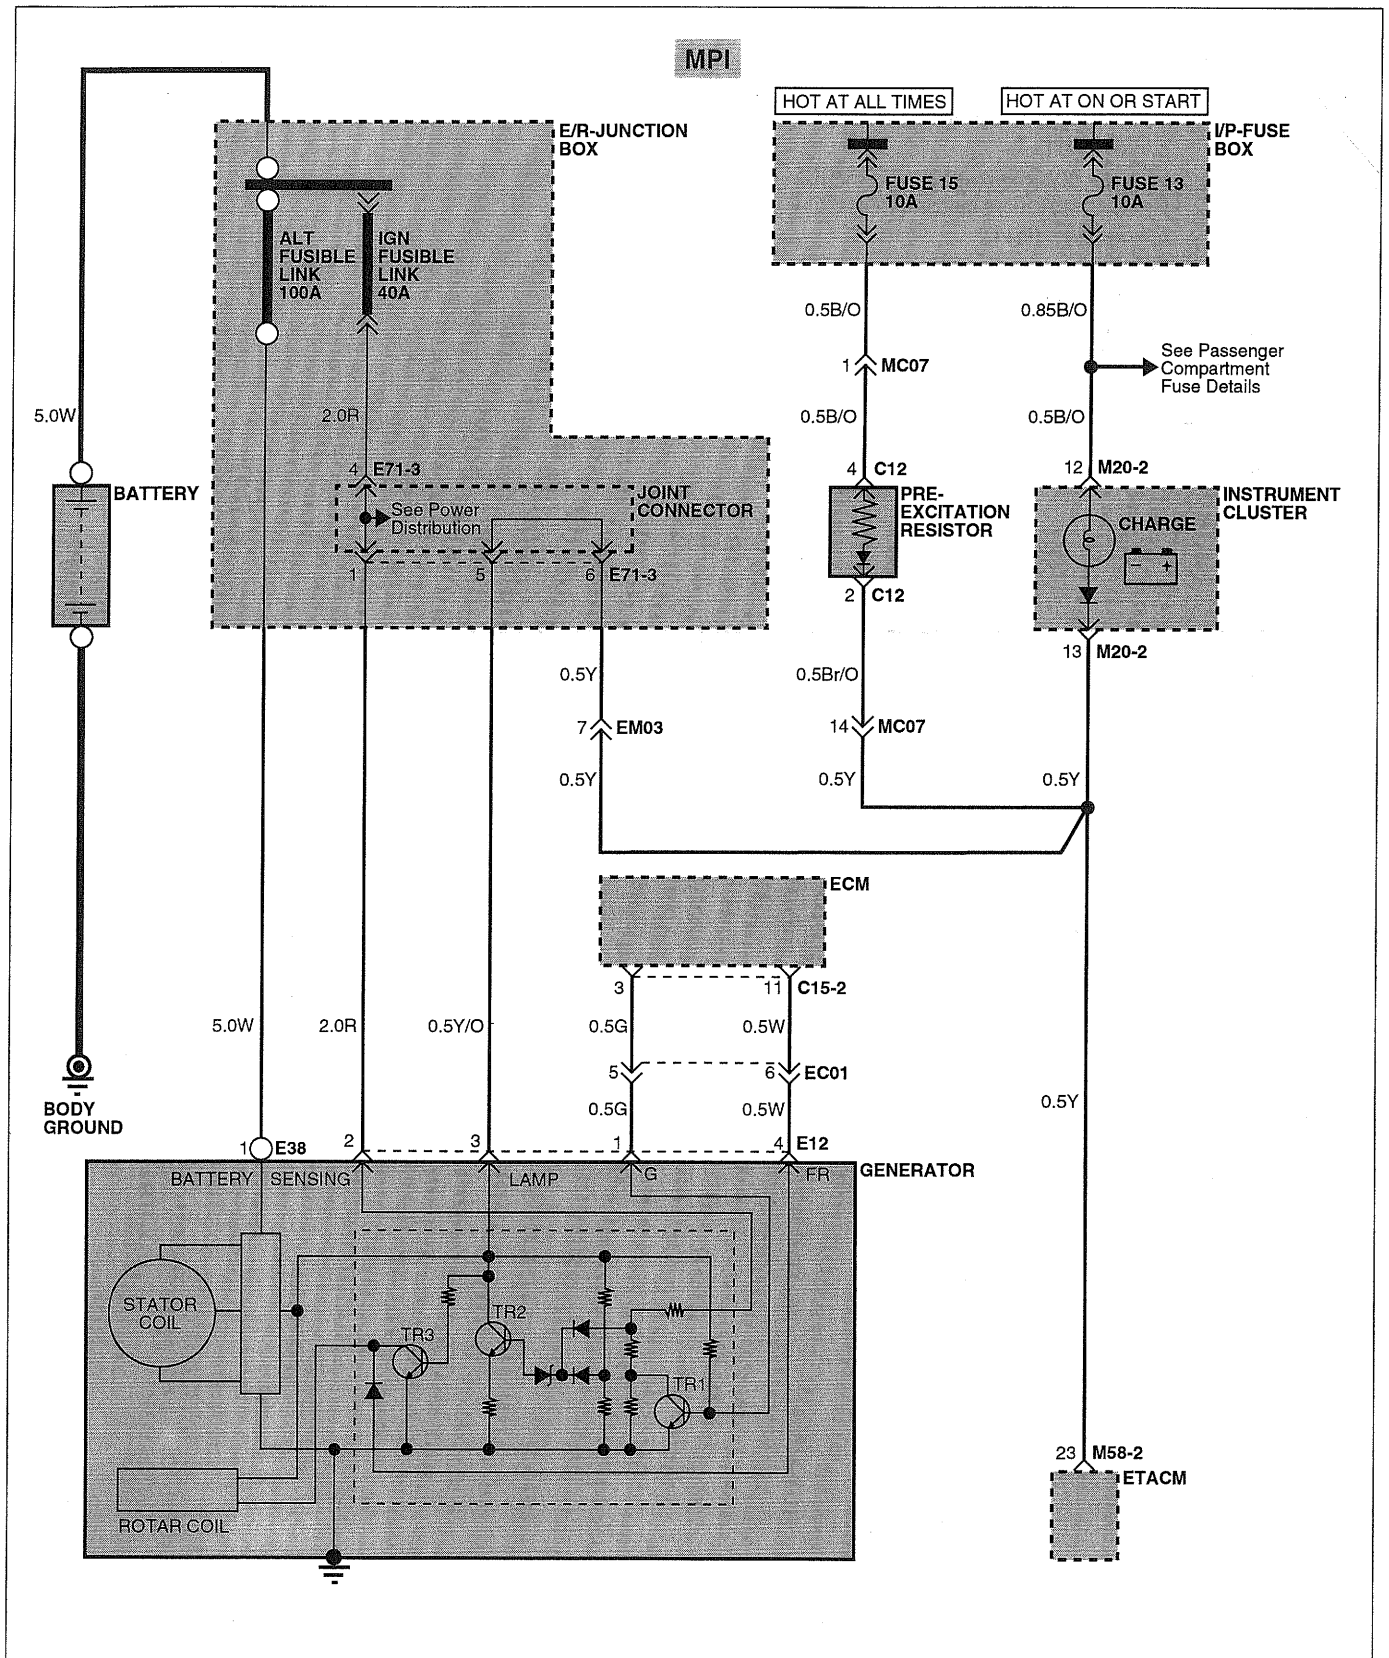 MPI
HOT AT ALL TIMES
HOT AT ON OR START
E/R-JUNCTION
BOX
I/P-FUSE
BOX
FUSE 15
10A
FUSE 13
10A
ALT
FUSIBLE
LINK
100A
IGN
FUSIBLE
LINK
40A
0.5B/O
0.85B/O
1
MC07
See Passenger
Compartment
Fuse Details
5.0W
2.0R
0.5B/O
0.5B/O
4
E71-3
4
C12
12
M20-2
BATTERY
See Power
Distribution
JOINT
CONNECTOR
PRE-
EXCITATION
RESISTOR
CHARGE
INSTRUMENT
CLUSTER
1
5
6
E71-3
2
C12
13
M20-2
0.5Y
0.5Br/O
7
EM03
14
MC07
0.5Y
0.5Y
0.5Y
ECM
3
11
C15-2
5.0W
2.0R
0.5Y/O
0.5G
0.5W
5
6
EC01
BODY
GROUND
0.5G
0.5W
0.5Y
1
E38
2
3
1
4
E12
BATTERY
SENSING
LAMP
G
FR
GENERATOR
STATOR
COIL
TR3
TR2
TR1
23
M58-2
ETACM
ROTAR COIL